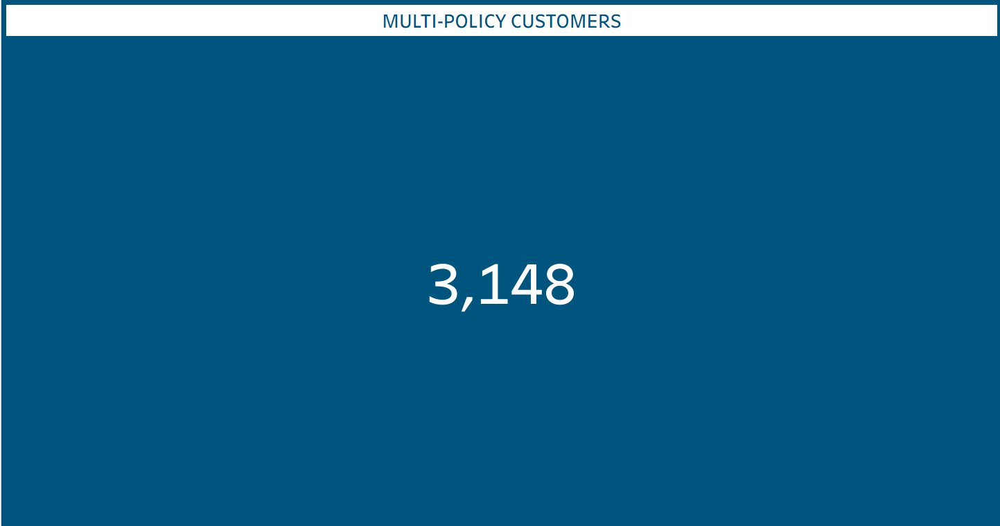 MULTI-POLICY CUSTOMERS
3,148